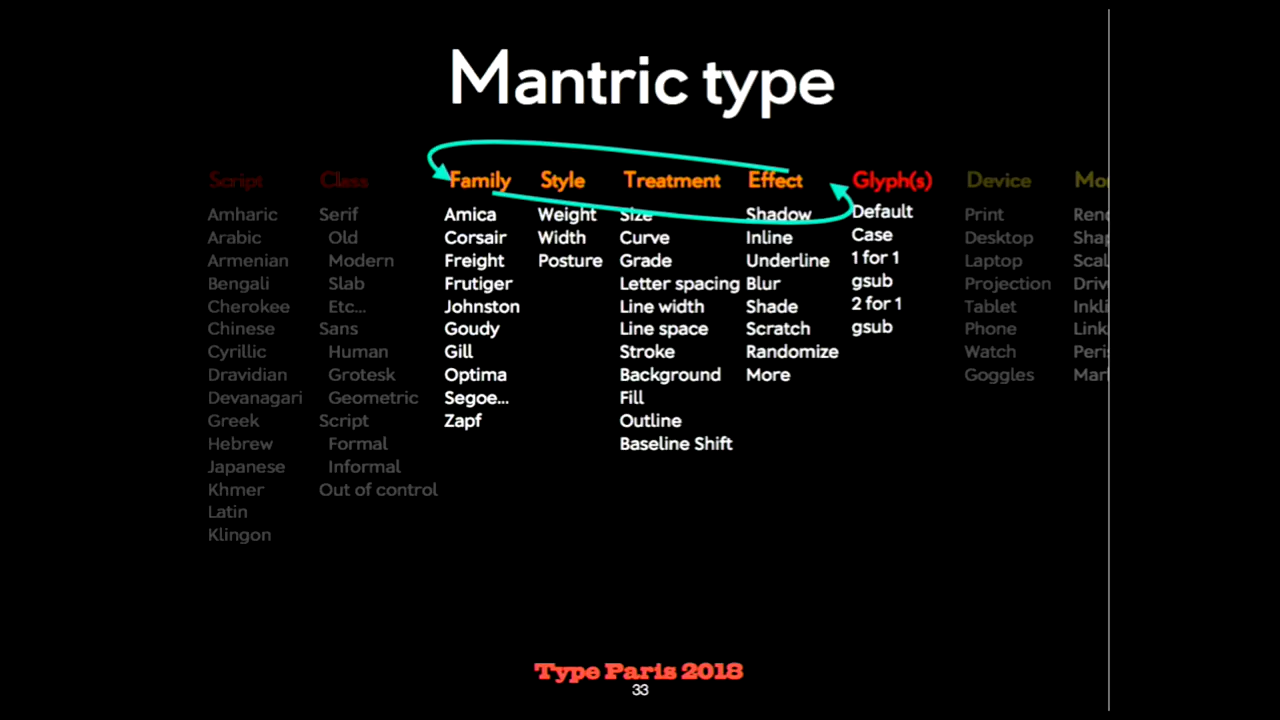 Mantric type
Script
Amharic
Arabic
Armenian
Bengali
Cherokee
Chinese
Cyrillic
Dravidian
Devanagari
Greek
Hebrew
Japanese
Khmer
Latin
Klingon
Class
Serif
Old
Modern
Slab
Etc...
Sans
Human
Grotesk
Geometric
Script
Formal
Informal
Out of control
Family
Amica
Corsair
Freight
Frutiger
Johnston
Goudy
Gill
Optima
Segoe...
Zapf
Style
Weight
Width
Posture
Treatment
Size
Curve
Grade
Letter spacing
Line width
Line space
Stroke
Background
Fill
Outline
Baseline Shift
Effect
Shadow
Inline
Underline
Blur
Shade
Scratch
Randomize
More
Glyph(s)
Default
Case
1 for 1
gsub
2 for 1
gsub
Device
Print
Desktop
Laptop
Projection
Tablet
Phone
Watch
Goggles
Type Paris 2018
33